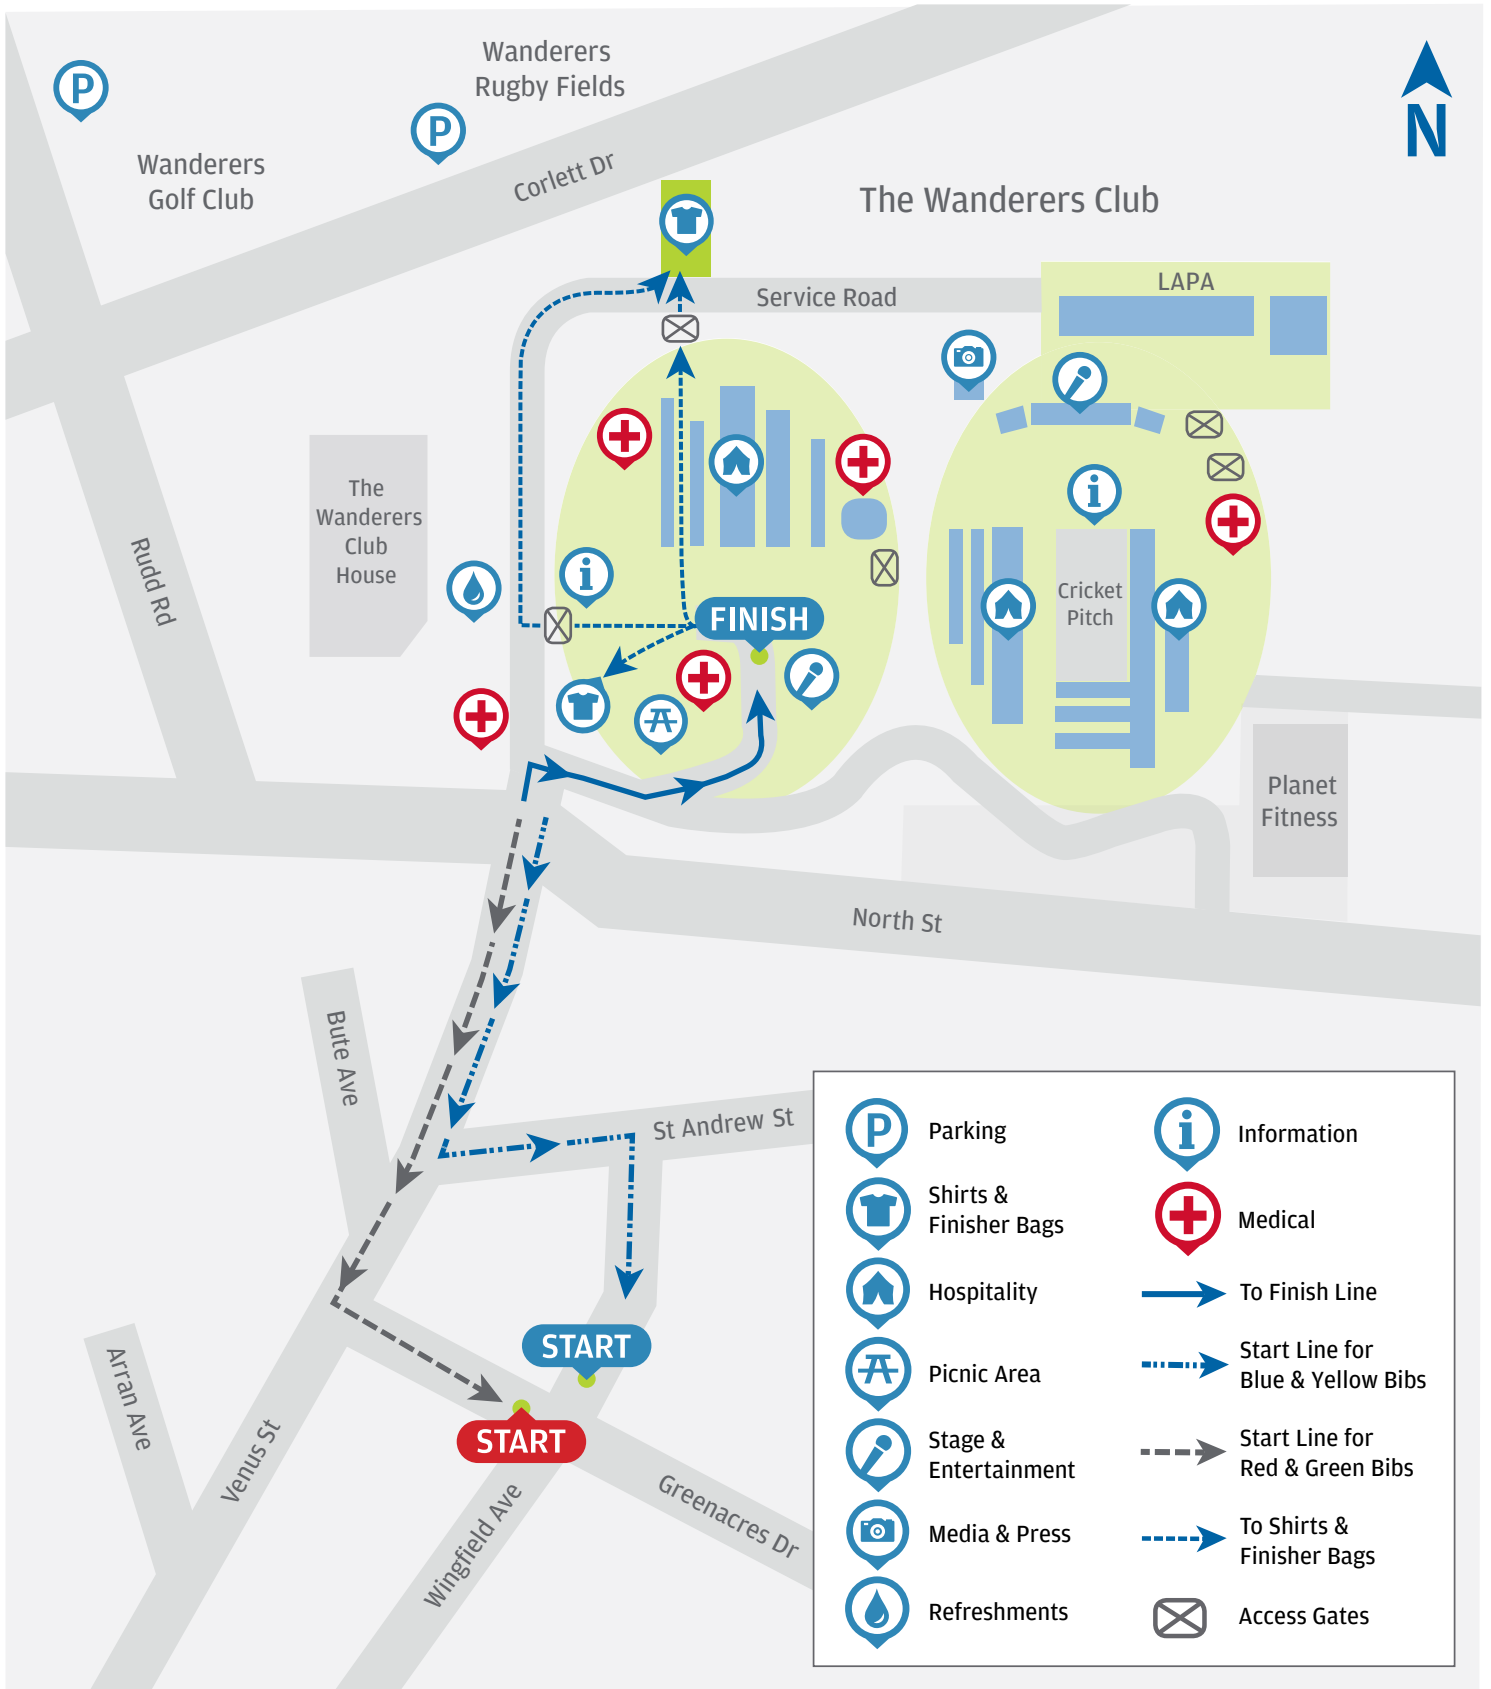 Wanderers
Rugby Fields
P
P
N
Wanderers
Golf Club
Corlett Dr
The Wanderers Club
LAPA
Service Road
The
Wanderers
Club
House
Rudd Rd
i
i
Cricket
Pitch
FINISH
Planet
Fitness
North St
Bute Ave
St Andrew St
START
START
Arran Ave
Venus St
Wingfield Ave
Greenacres Dr
P
Parking
Shirts &
Finisher Bags
Hospitality
Picnic Area
Stage &
Entertainment
Media & Press
Refreshments
i
Information
Medical
To Finish Line
Start Line for
Blue & Yellow Bibs
Start Line for
Red & Green Bibs
To Shirts &
Finisher Bags
Access Gates